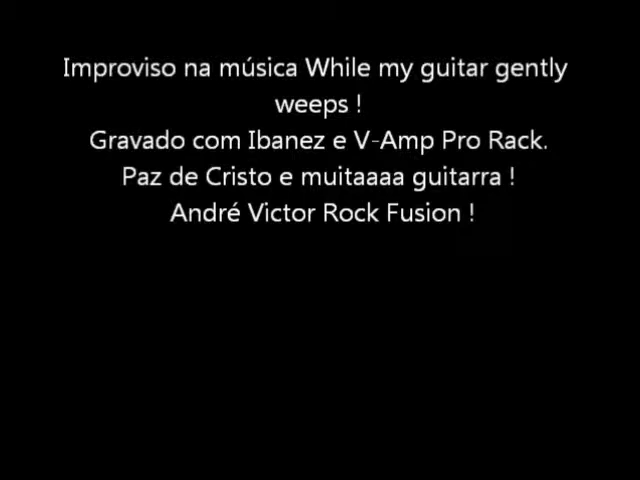 Improviso na música While my guitar gently
weeps !
Gravado com Ibanez e V-Amp Pro Rack.
Paz de Cristo e muitaaaa guitarra !
André Victor Rock Fusion !